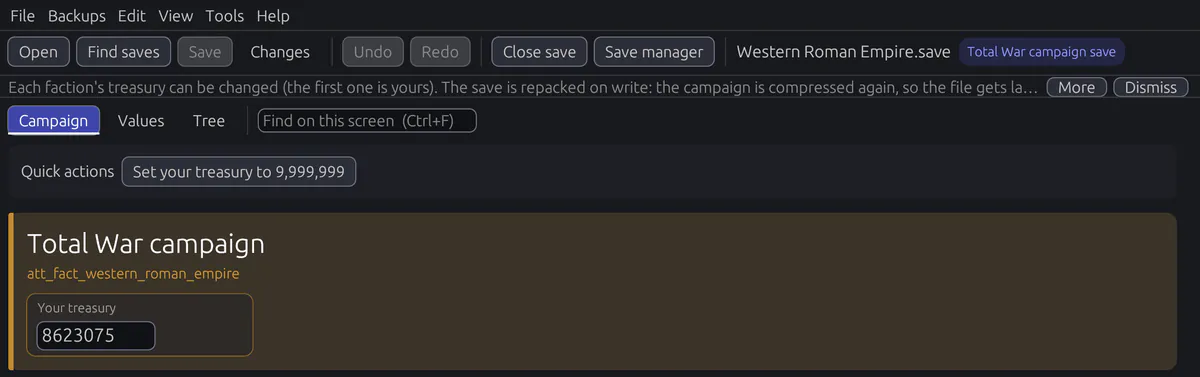 File Backups Edit View Tools Help
Open Find saves Save Changes Undo Redo Close save Save manager Western Roman Empire.save Total War campaign save
Each faction's treasury can be changed (the first one is yours). The save is repacked on write: the campaign is compressed again, so the file gets la... More Dismiss
Campaign Values Tree Find on this screen (Ctrl+F)
Quick actions Set your treasury to 9,999,999
Total War campaign
att_fact_western_roman_empire
Your treasury
8623075